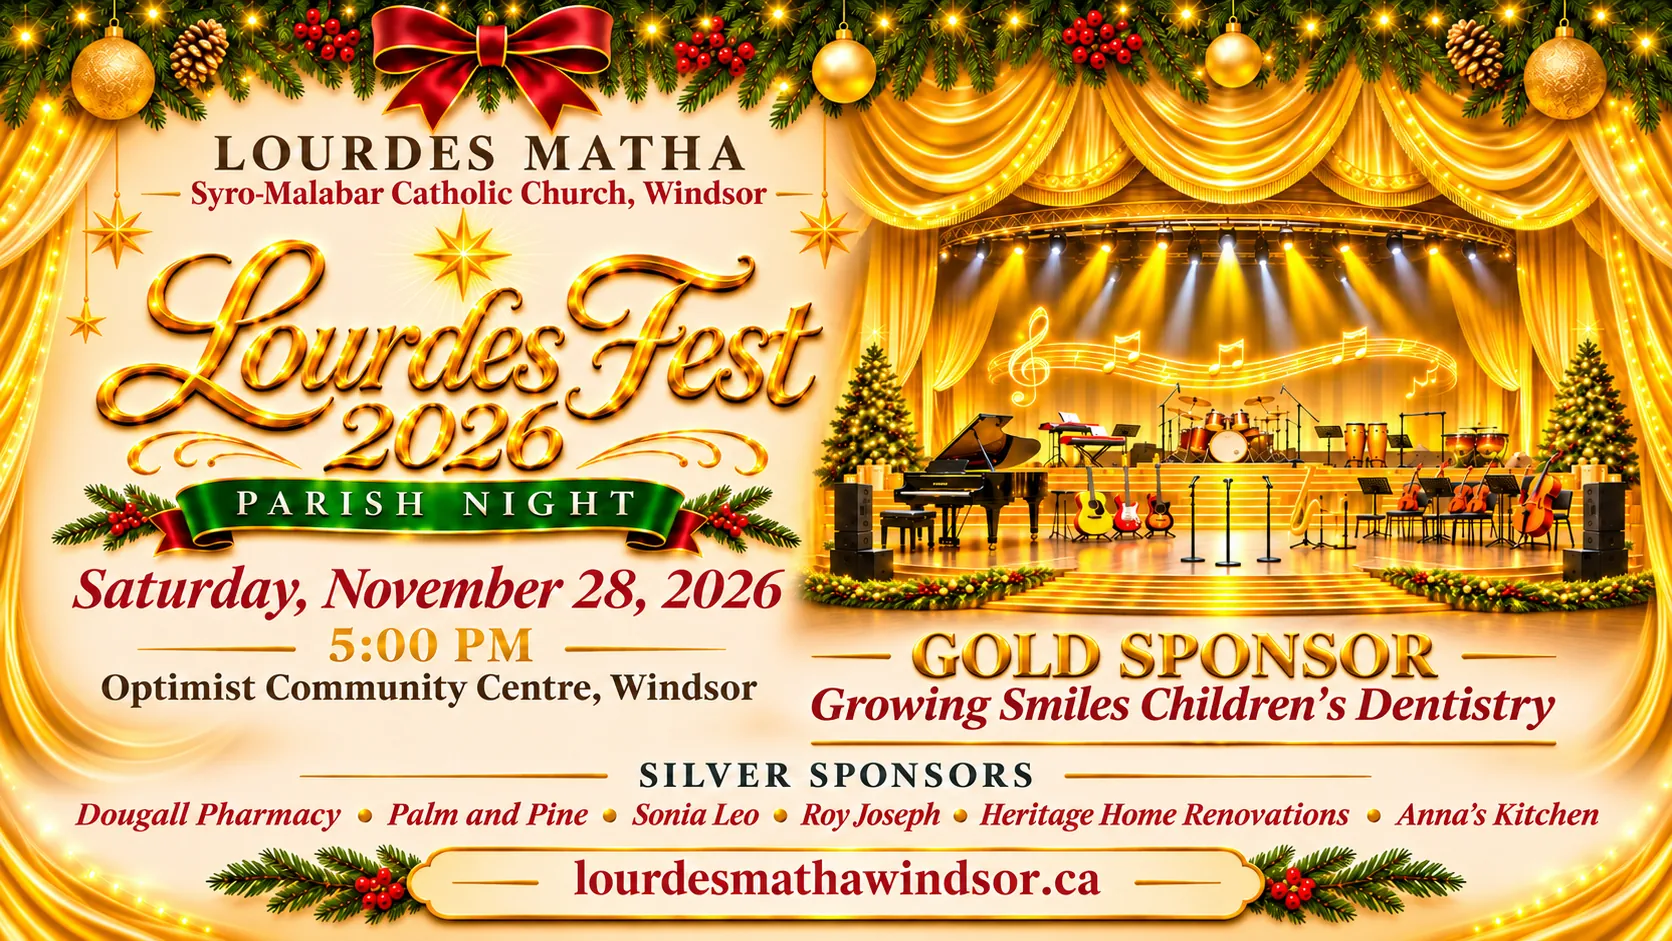 LOURDES MATHA
Syro-Malabar Catholic Church, Windsor
Lourdes Fest
2026
PARISH NIGHT
Saturday, November 28, 2026
5:00 PM
Optimist Community Centre, Windsor
GOLD SPONSOR
Growing Smiles Children's Dentistry
SILVER SPONSORS
Dougall Pharmacy • Palm and Pine • Sonia Leo • Roy Joseph • Heritage Home Renovations • Anna's Kitchen
lourdesmathawindsor.ca